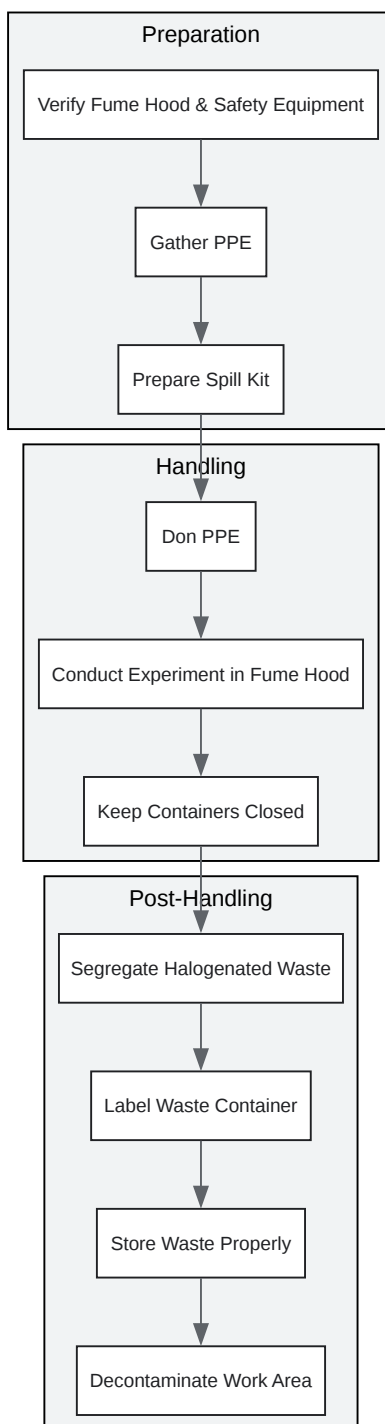 Preparation
Verify Fume Hood & Safety Equipment
Gather PPE
Prepare Spill Kit
Handling
Don PPE
Conduct Experiment in Fume Hood
Keep Containers Closed
Post-Handling
Segregate Halogenated Waste
Label Waste Container
Store Waste Properly
Decontaminate Work Area